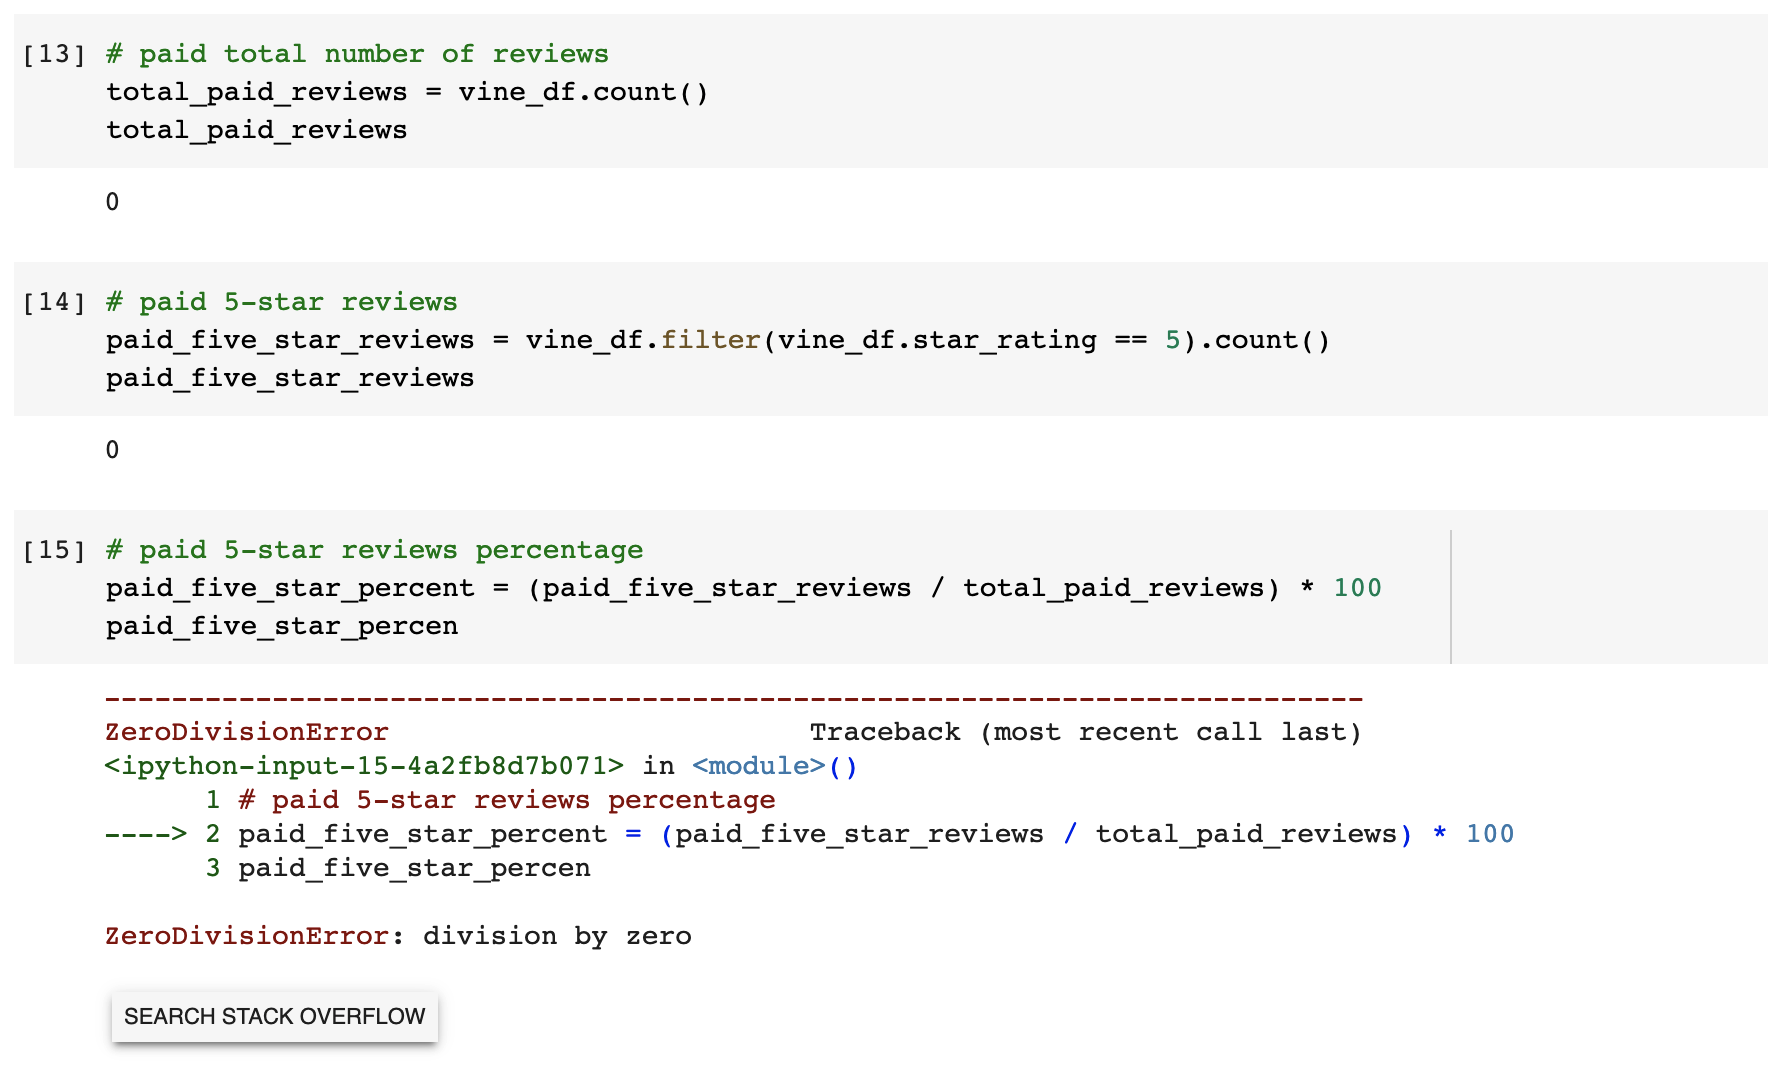 [13] # paid total number of reviews
total_paid_reviews = vine_df.count()
total_paid_reviews
0
[14] # paid 5-star reviews
paid_five_star_reviews = vine_df.filter(vine_df.star_rating == 5).count()
paid_five_star_reviews
0
[15] # paid 5-star reviews percentage
paid_five_star_percent = (paid_five_star_reviews / total_paid_reviews) * 100
paid_five_star_percen
---------------------------------------------------------------------------
ZeroDivisionError                         Traceback (most recent call last)
<ipython-input-15-4a2fb8d7b071> in <module>()
      1 # paid 5-star reviews percentage
----> 2 paid_five_star_percent = (paid_five_star_reviews / total_paid_reviews) * 100
      3 paid_five_star_percen
ZeroDivisionError: division by zero
SEARCH STACK OVERFLOW